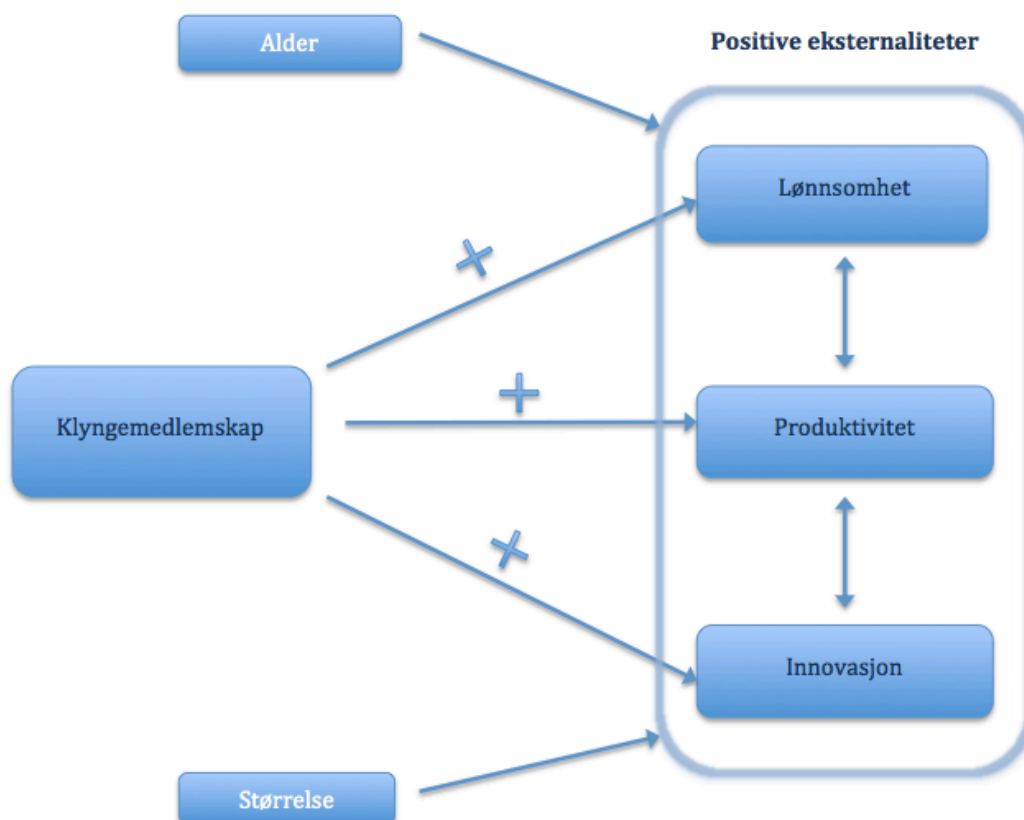 Alder
Positive eksternaliteter
Lønnsomhet
Klyngemedlemskap
Produktivitet
Innovasjon
Størrelse